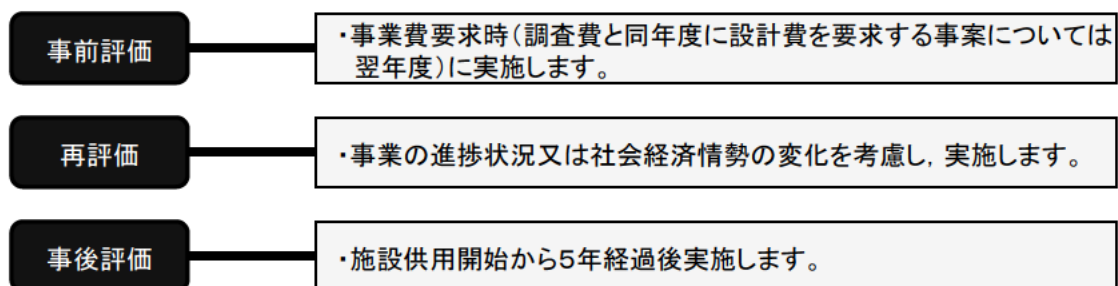 事前評価
・事業費要求時（調査費と同年度に設計費を要求する事案については
翌年度）に実施します。
再評価
・事業の進捗状況又は社会経済情勢の変化を考慮し，実施します。
事後評価
・施設供用開始から５年経過後実施します。